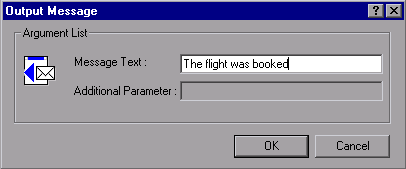 Output Message
Argument List
Message Text : The flight was booked
Additional Parameter :
OK Cancel